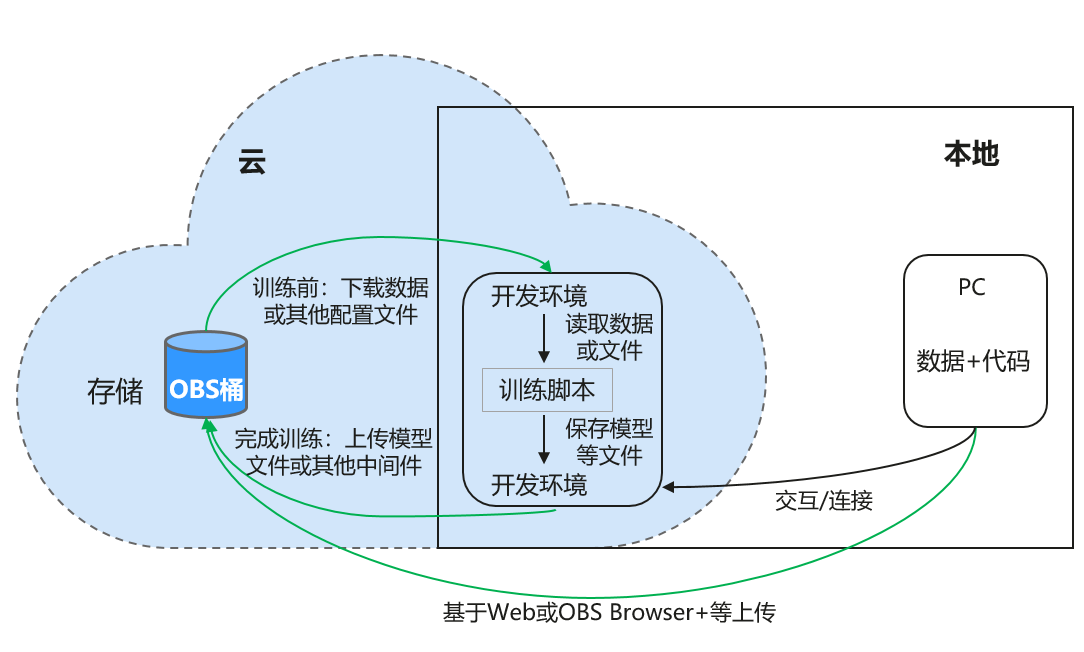 云
本地
训练前：下载数据
或其他配置文件
存储
OBS桶
完成训练：上传模型
文件或其他中间件
开发环境
读取数据
或文件
训练脚本
保存模型
等文件
开发环境
PC
数据+代码
交互/连接
基于Web或OBS Browser+等上传